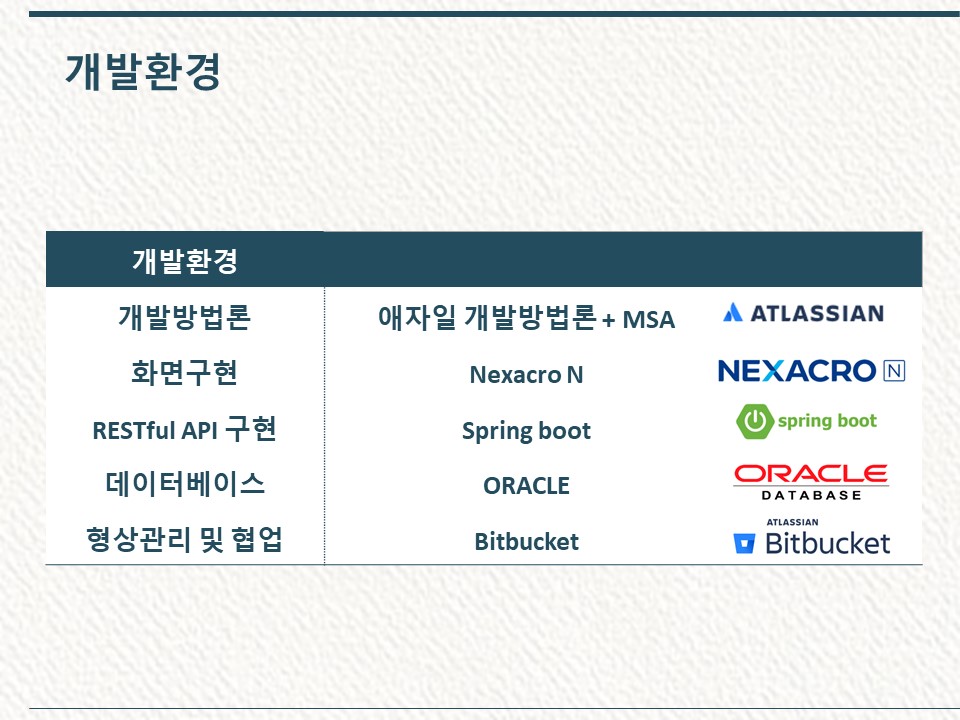 개발환경
개발환경
개발방법론 애자일 개발방법론 + MSA ATLASSIAN
화면구현 Nexacro N NEXACRO N
RESTful API 구현 Spring boot spring boot
데이터베이스 ORACLE ORACLE DATABASE
형상관리 및 협업 Bitbucket ATLASSIAN Bitbucket